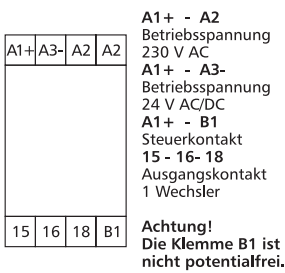 A1+ A3- A2 A2
15 16 18 B1
A1+ - A2
Betriebsspannung
230 V AC
A1+ - A3-
Betriebsspannung
24 V AC/DC
A1+ - B1
Steuerkontakt
15 - 16- 18
Ausgangskontakt
1 Wechsler
Achtung!
Die Klemme B1 ist
nicht potentialfrei.